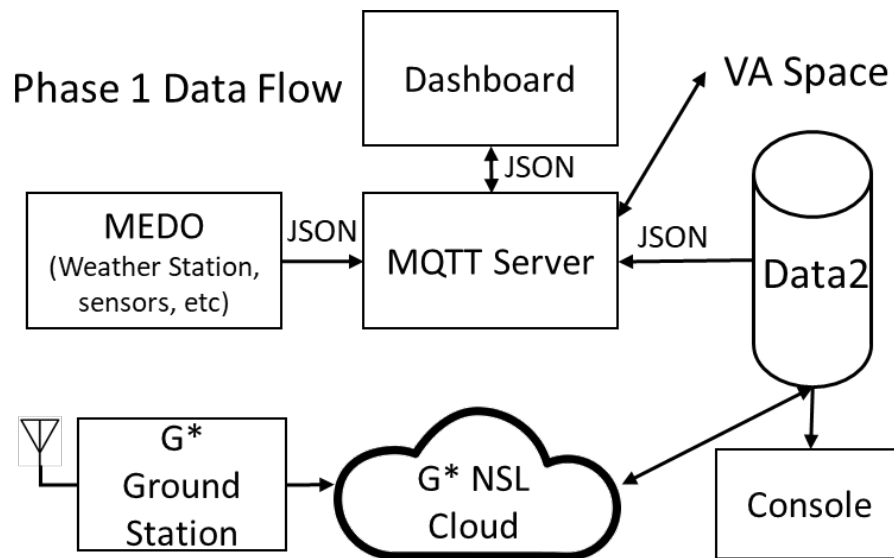 Phase 1 Data Flow
Dashboard
VA Space
JSON
MEDO
(Weather Station,
sensors, etc)
JSON
MQTT Server
JSON
Data2
G*
Ground
Station
G* NSL
Cloud
Console